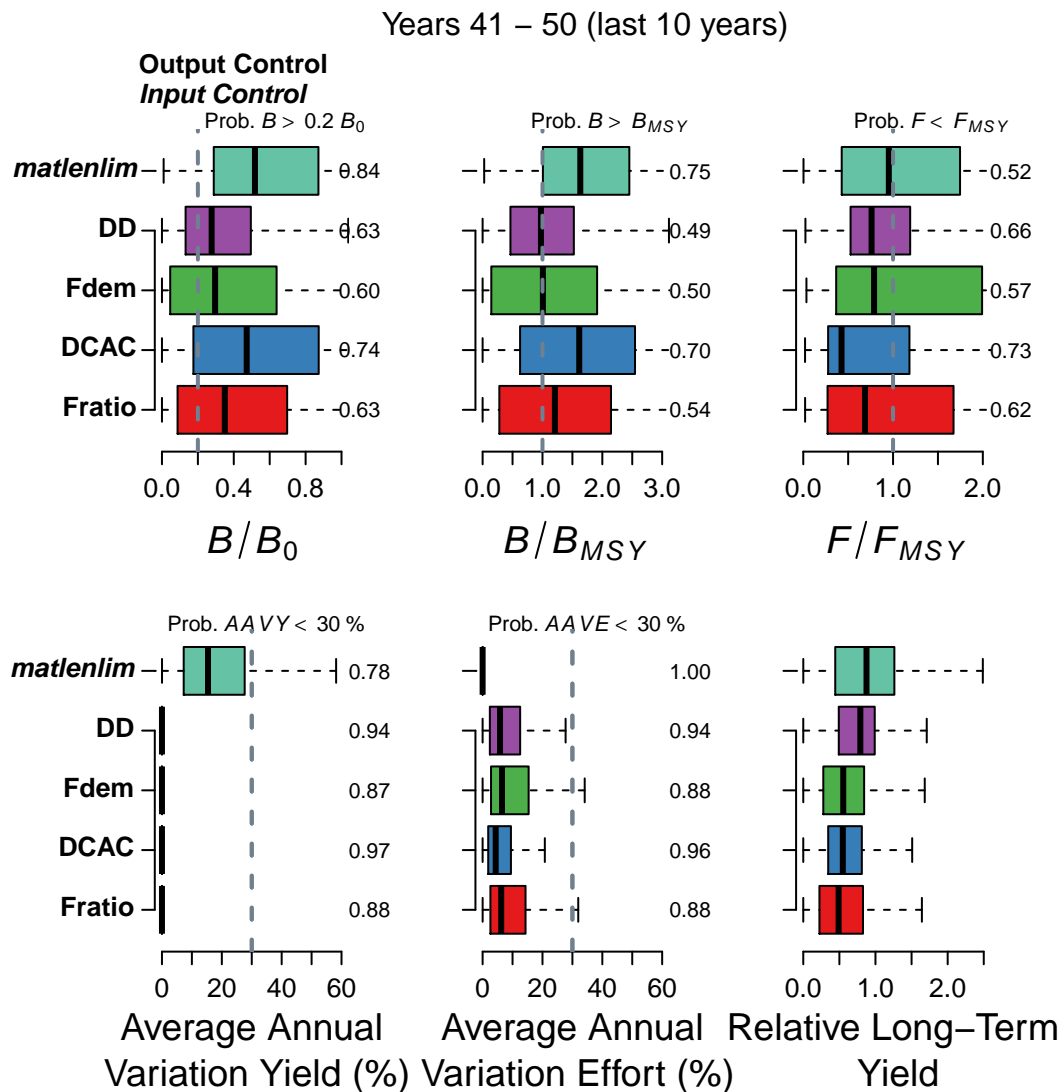 Years 41 – 50 (last 10 years)
Output Control
Input Control
Prob. B > 0.2 B0
Prob. B > BMSY
Prob. F < FMSY
matlenlim
0.84
0.75
0.52
DD
0.63
0.49
0.66
Fdem
0.60
0.50
0.57
DCAC
0.74
0.70
0.73
Fratio
0.63
0.54
0.62
0.0 0.4 0.8
0.0 1.0 2.0 3.0
0.0 1.0 2.0
B/B0
B/BMSY
F/FMSY
Prob. AAVY < 30 %
Prob. AAVE < 30 %
matlenlim
0.78
1.00
DD
0.94
0.94
Fdem
0.87
0.88
DCAC
0.97
0.96
Fratio
0.88
0.88
0 20 40 60
0 20 40 60
0.0 1.0 2.0
Average Annual
Variation Yield (%)
Average Annual
Variation Effort (%)
Relative Long–Term
Yield